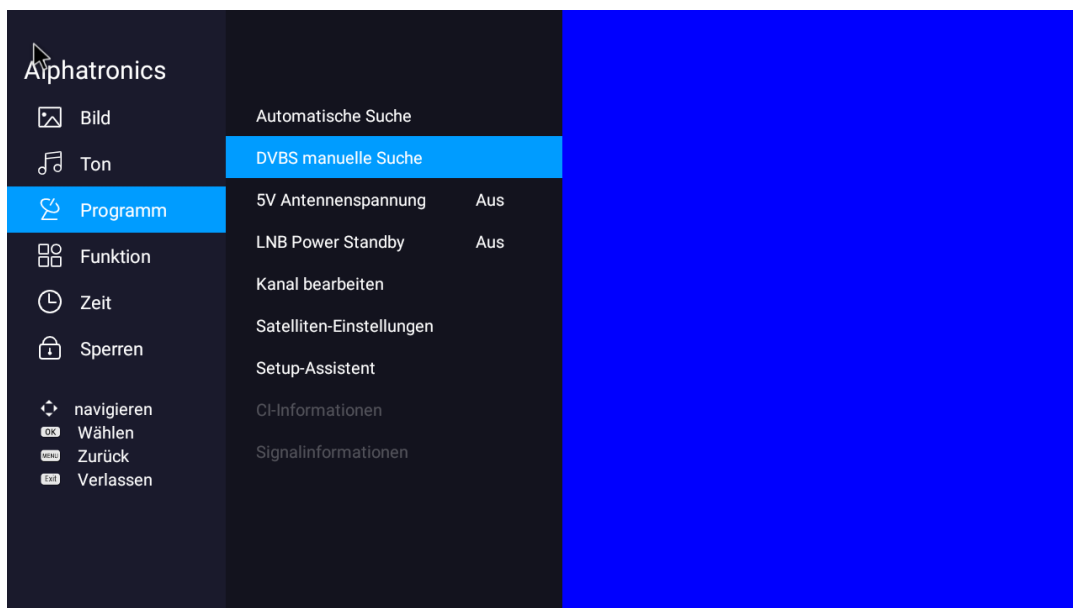 Alphatronics
Bild
Ton
Programm
Funktion
Zeit
Sperren
navigieren
OK Wählen
MENU Zurück
Exit Verlassen
Automatische Suche
DVBS manuelle Suche
5V Antennenspannung Aus
LNB Power Standby Aus
Kanal bearbeiten
Satelliten-Einstellungen
Setup-Assistent
CI-Informationen
Signalinformationen